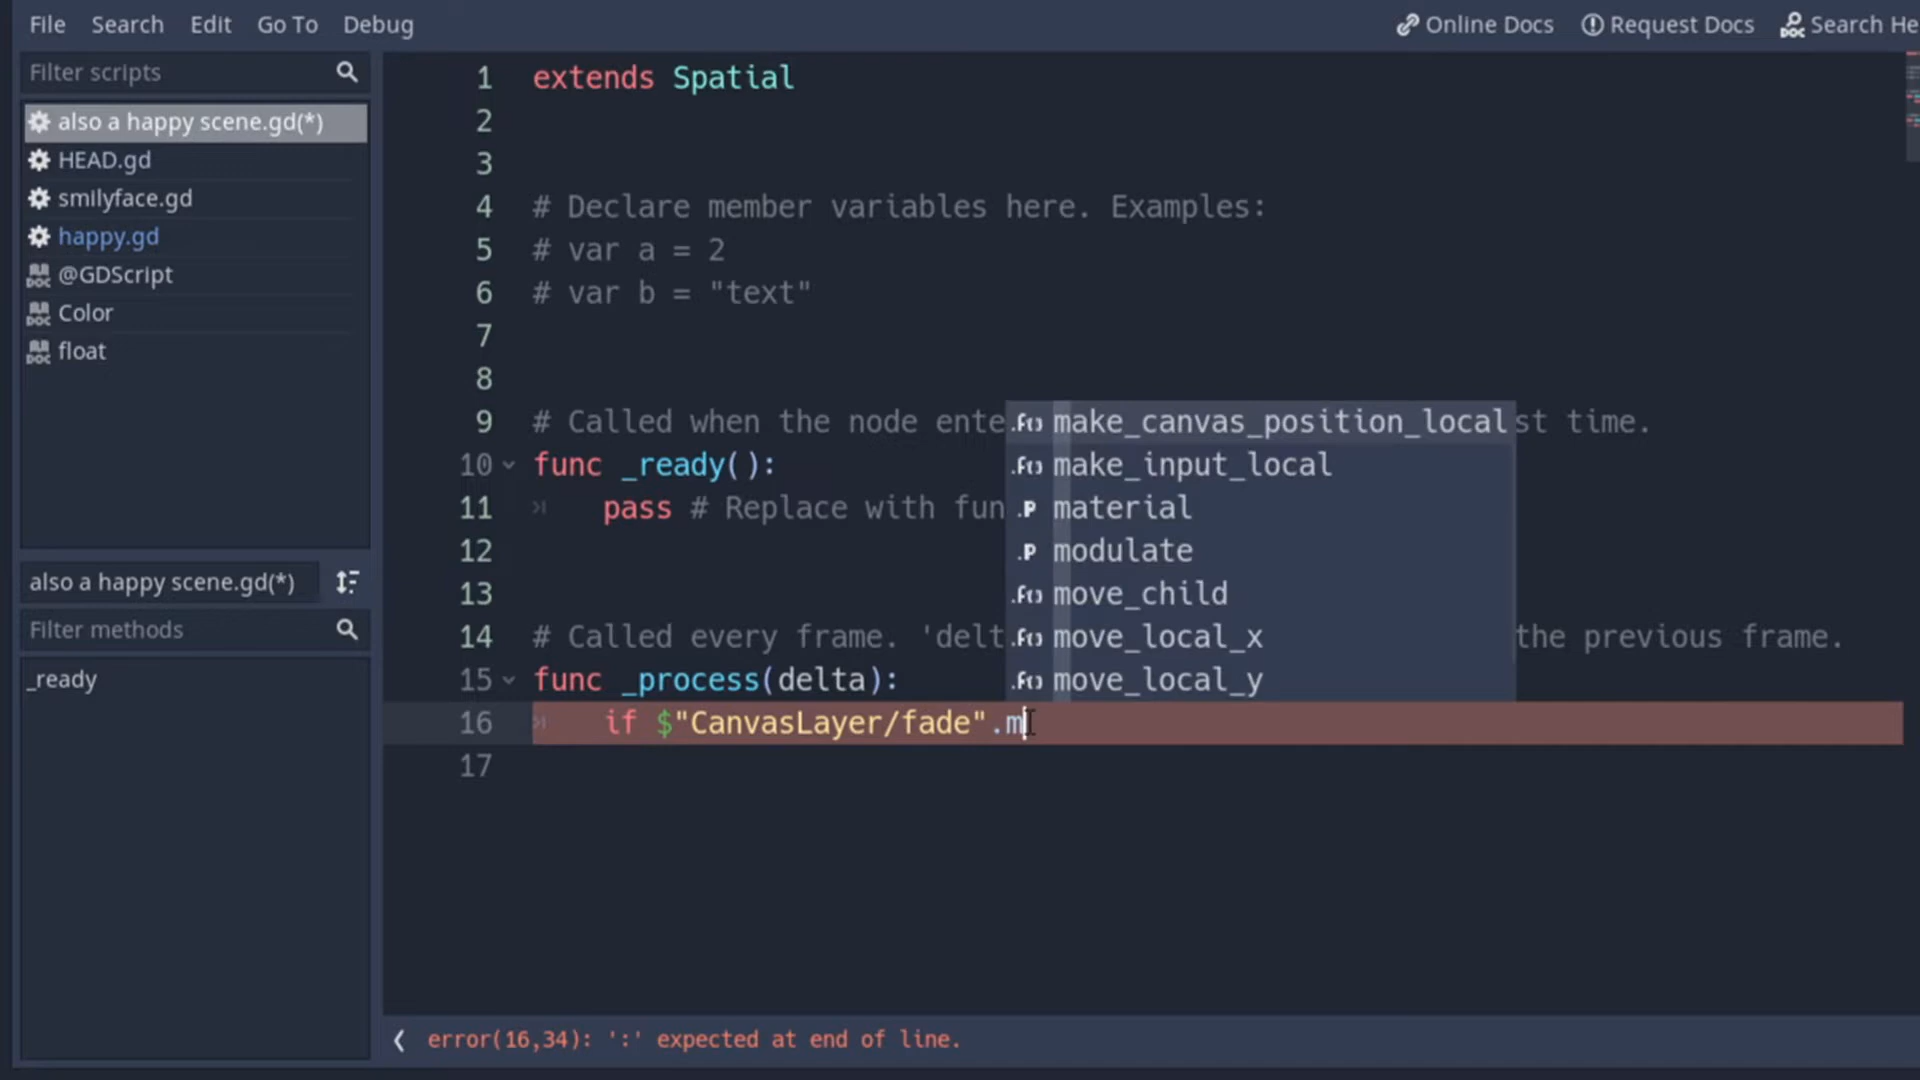 File Search Edit Go To Debug Online Docs Request Docs Search He
Filter scripts
also a happy scene.gd(*)
HEAD.gd
smilyface.gd
happy.gd
@GDScript
Color
float
also a happy scene.gd(*)
Filter methods
_ready
1 extends Spatial
2
3
4 # Declare member variables here. Examples:
5 # var a = 2
6 # var b = "text"
7
8
9 # Called when the node ente st time.
10 func _ready():
11 pass # Replace with fun
12
13
14 # Called every frame. 'delt the previous frame.
15 func _process(delta):
16 if $"CanvasLayer/fade".m
17
make_canvas_position_local
make_input_local
material
modulate
move_child
move_local_x
move_local_y
error(16,34): ':' expected at end of line.